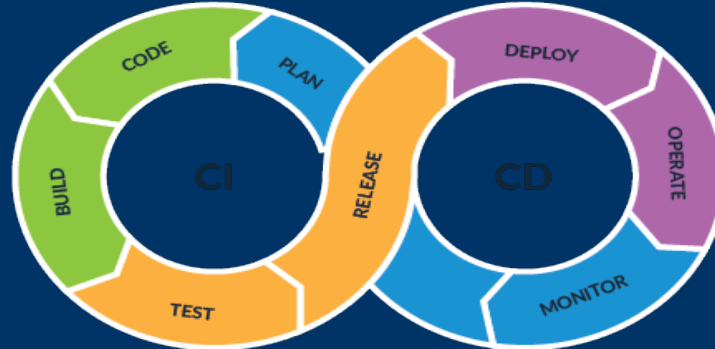 PLAN
CODE
BUILD
TEST
RELEASE
DEPLOY
OPERATE
MONITOR
CI
CD